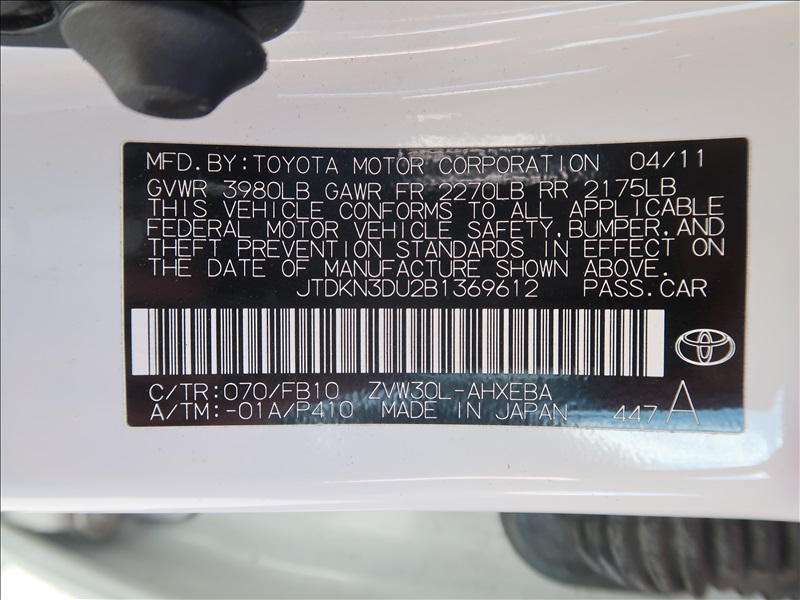 MFD. BY: TOYOTA MOTOR CORPORATION 04/11
GVWR 3980LB GAWR FR 2270LB RR 2175LB
THIS VEHICLE CONFORMS TO ALL APPLICABLE
FEDERAL MOTOR VEHICLE SAFETY, BUMPER, AND
THEFT PREVENTION STANDARDS IN EFFECT ON
THE DATE OF MANUFACTURE SHOWN ABOVE.
JTDKN3DU2B1369612 PASS. CAR
C/TR: 070/FB10 ZVW30L-AHXEBA
A/TM: -01A/P410 MADE IN JAPAN 447 A